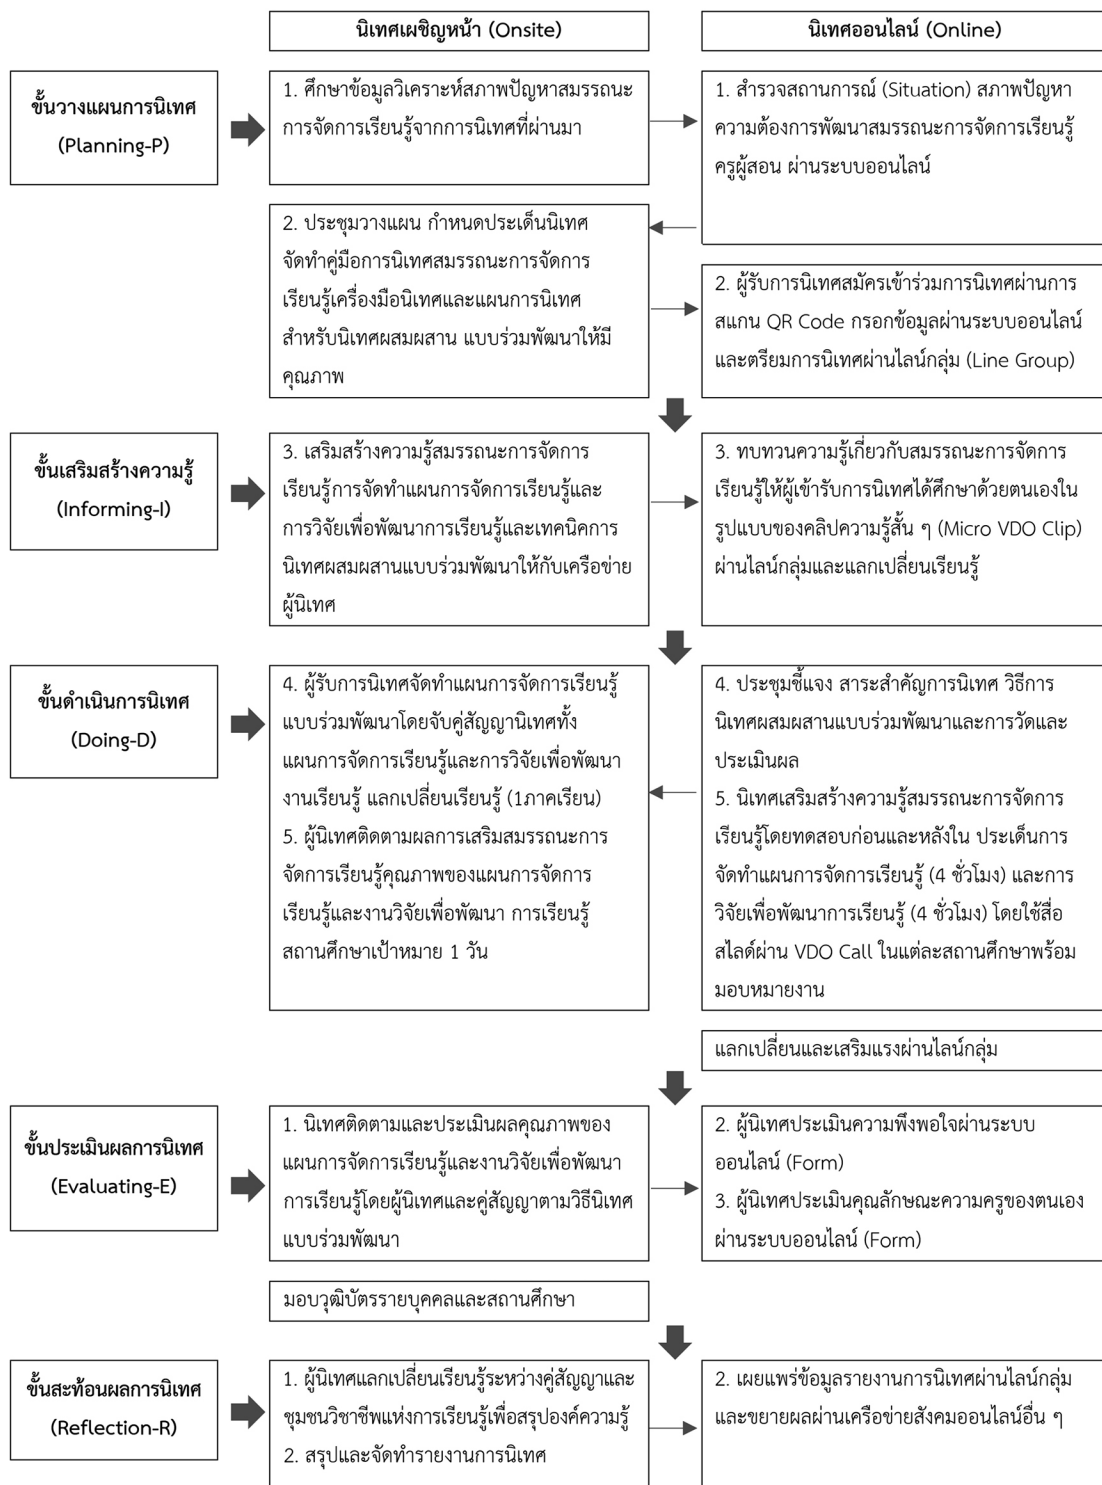 นิเทศเผชิญหน้า (Onsite)
นิเทศออนไลน์ (Online)
ขั้นวางแผนการนิเทศ
(Planning-P)
1. ศึกษาข้อมูลวิเคราะห์สภาพปัญหาสมรรถนะ
การจัดการเรียนรู้จากการนิเทศที่ผ่านมา
1. สำรวจสถานการณ์ (Situation) สภาพปัญหา
ความต้องการพัฒนาสมรรถนะการจัดการเรียนรู้
ครูผู้สอน ผ่านระบบออนไลน์
2. ประชุมวางแผน กำหนดประเด็นนิเทศ
จัดทำคู่มือการนิเทศสมรรถนะการจัดการ
เรียนรู้เครื่องมือนิเทศและแผนการนิเทศ
สำหรับนิเทศผสมผสาน แบบร่วมพัฒนาให้มี
คุณภาพ
2. ผู้รับการนิเทศสมัครเข้าร่วมการนิเทศผ่านการ
สแกน QR Code กรอกข้อมูลผ่านระบบออนไลน์
และตรียมการนิเทศผ่านไลน์กลุ่ม (Line Group)
ขั้นเสริมสร้างความรู้
(Informing-I)
3. เสริมสร้างความรู้สมรรถนะการจัดการ
เรียนรู้การจัดทำแผนการจัดการเรียนรู้และ
การวิจัยเพื่อพัฒนาการเรียนรู้และเทคนิคการ
นิเทศผสมผสานแบบร่วมพัฒนาให้กับเครือข่าย
ผู้นิเทศ
3. ทบทวนความรู้เกี่ยวกับสมรรถนะการจัดการ
เรียนรู้ให้ผู้เข้ารับการนิเทศได้ศึกษาด้วยตนเองใน
รูปแบบของคลิปความรู้สั้น ๆ (Micro VDO Clip)
ผ่านไลน์กลุ่มและแลกเปลี่ยนเรียนรู้
ขั้นดำเนินการนิเทศ
(Doing-D)
4. ผู้รับการนิเทศจัดทำแผนการจัดการเรียนรู้
แบบร่วมพัฒนาโดยจับคู่สัญญานิเทศทั้ง
แผนการจัดการเรียนรู้และการวิจัยเพื่อพัฒนา
งานเรียนรู้ แลกเปลี่ยนเรียนรู้ (1ภาคเรียน)
5. ผู้นิเทศติดตามผลการเสริมสมรรถนะการ
จัดการเรียนรู้คุณภาพของแผนการจัดการ
เรียนรู้และงานวิจัยเพื่อพัฒนา การเรียนรู้
สถานศึกษาเป้าหมาย 1 วัน
4. ประชุมชี้แจง สาระสำคัญการนิเทศ วิธีการ
นิเทศผสมผสานแบบร่วมพัฒนาและการวัดและ
ประเมินผล
5. นิเทศเสริมสร้างความรู้สมรรถนะการจัดการ
เรียนรู้โดยทดสอบก่อนและหลังใน ประเด็นการ
จัดทำแผนการจัดการเรียนรู้ (4 ชั่วโมง) และการ
วิจัยเพื่อพัฒนาการเรียนรู้ (4 ชั่วโมง) โดยใช้สื่อ
สไลด์ผ่าน VDO Call ในแต่ละสถานศึกษาพร้อม
มอบหมายงาน
แลกเปลี่ยนและเสริมแรงผ่านไลน์กลุ่ม
ขั้นประเมินผลการนิเทศ
(Evaluating-E)
1. นิเทศติดตามและประเมินผลคุณภาพของ
แผนการจัดการเรียนรู้และงานวิจัยเพื่อพัฒนา
การเรียนรู้โดยผู้นิเทศและคู่สัญญาตามวิธีนิเทศ
แบบร่วมพัฒนา
2. ผู้นิเทศประเมินความพึงพอใจผ่านระบบ
ออนไลน์ (Form)
3. ผู้นิเทศประเมินคุณลักษณะความครูของตนเอง
ผ่านระบบออนไลน์ (Form)
มอบวุฒิบัตรรายบุคคลและสถานศึกษา
ขั้นสะท้อนผลการนิเทศ
(Reflection-R)
1. ผู้นิเทศแลกเปลี่ยนเรียนรู้ระหว่างคู่สัญญาและ
ชุมชนวิชาชีพแห่งการเรียนรู้เพื่อสรุปองค์ความรู้
2. สรุปและจัดทำรายงานการนิเทศ
2. เผยแพร่ข้อมูลรายงานการนิเทศผ่านไลน์กลุ่ม
และขยายผลผ่านเครือข่ายสังคมออนไลน์อื่น ๆ